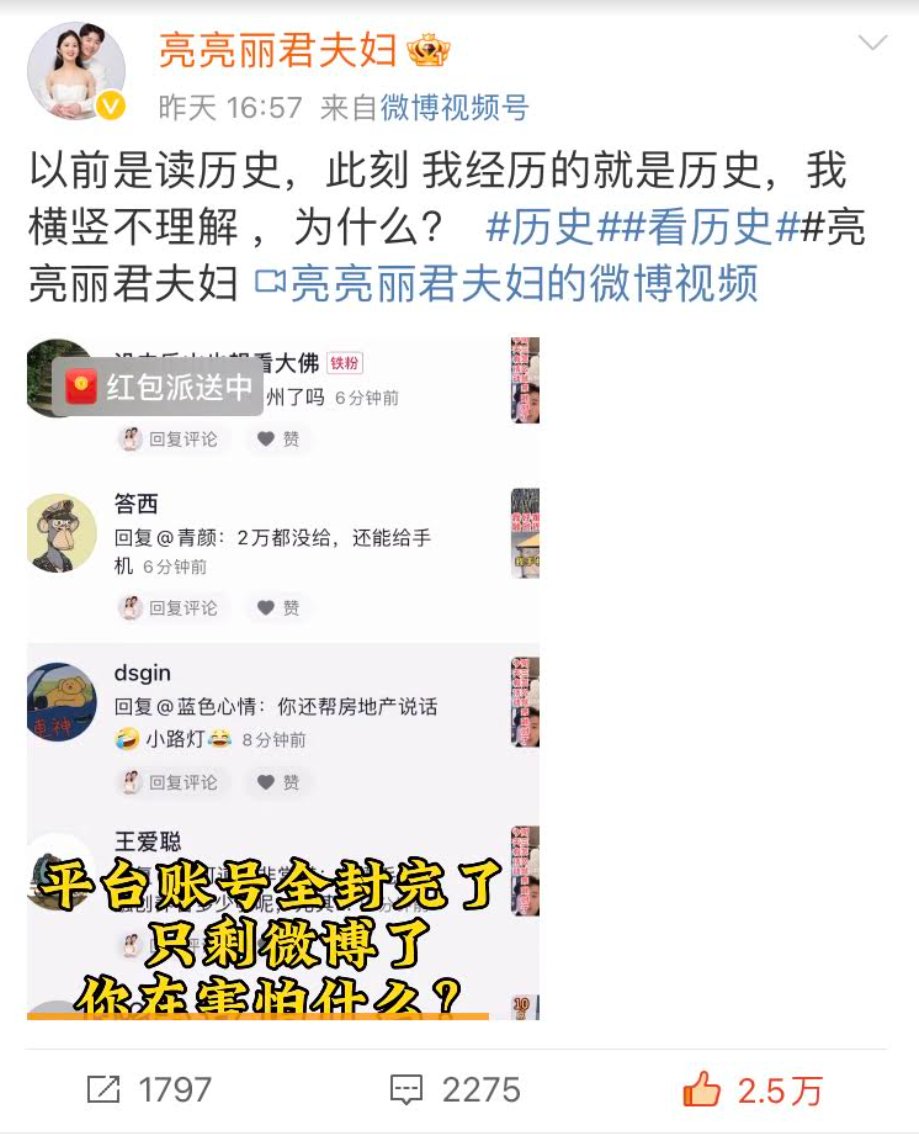 亮亮丽君夫妇
昨天 16:57 来自微博视频号
以前是读历史，此刻 我经历的就是历史，我
横竖不理解 ，为什么？ #历史##看历史##亮
亮丽君夫妇 亮亮丽君夫妇的微博视频
看大佛 铁粉
红包派送中
州了吗 6分钟前
回复评论 赞
答西
回复@青颜：2万都没给，还能给手
机 6分钟前
回复评论 赞
dsgin
回复@蓝色心情：你还帮房地产说话
小路灯 8分钟前
回复评论 赞
王爱聪
平台账号全封完了
只剩微博了
你在害怕什么？
10
1797 2275 2.5万